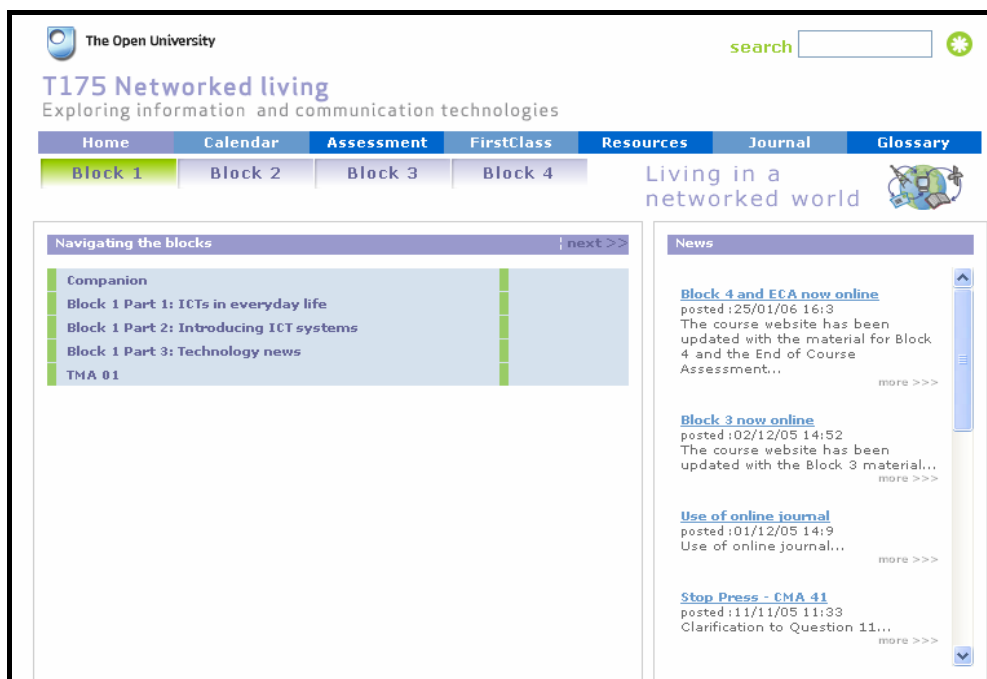 The Open University
search
T175 Networked living
Exploring information and communication technologies
Home Calendar Assessment FirstClass Resources Journal Glossary
Block 1 Block 2 Block 3 Block 4
Living in a
networked world
Navigating the blocks ¦ next >>
Companion
Block 1 Part 1: ICTs in everyday life
Block 1 Part 2: Introducing ICT systems
Block 1 Part 3: Technology news
TMA 01
News
Block 4 and ECA now online
posted :25/01/06 16:3
The course website has been
updated with the material for Block
4 and the End of Course
Assessment...
more >>>
Block 3 now online
posted :02/12/05 14:52
The course website has been
updated with the Block 3 material...
more >>>
Use of online journal
posted :01/12/05 14:9
Use of online journal...
more >>>
Stop Press - CMA 41
posted :11/11/05 11:33
Clarification to Question 11...
more >>>